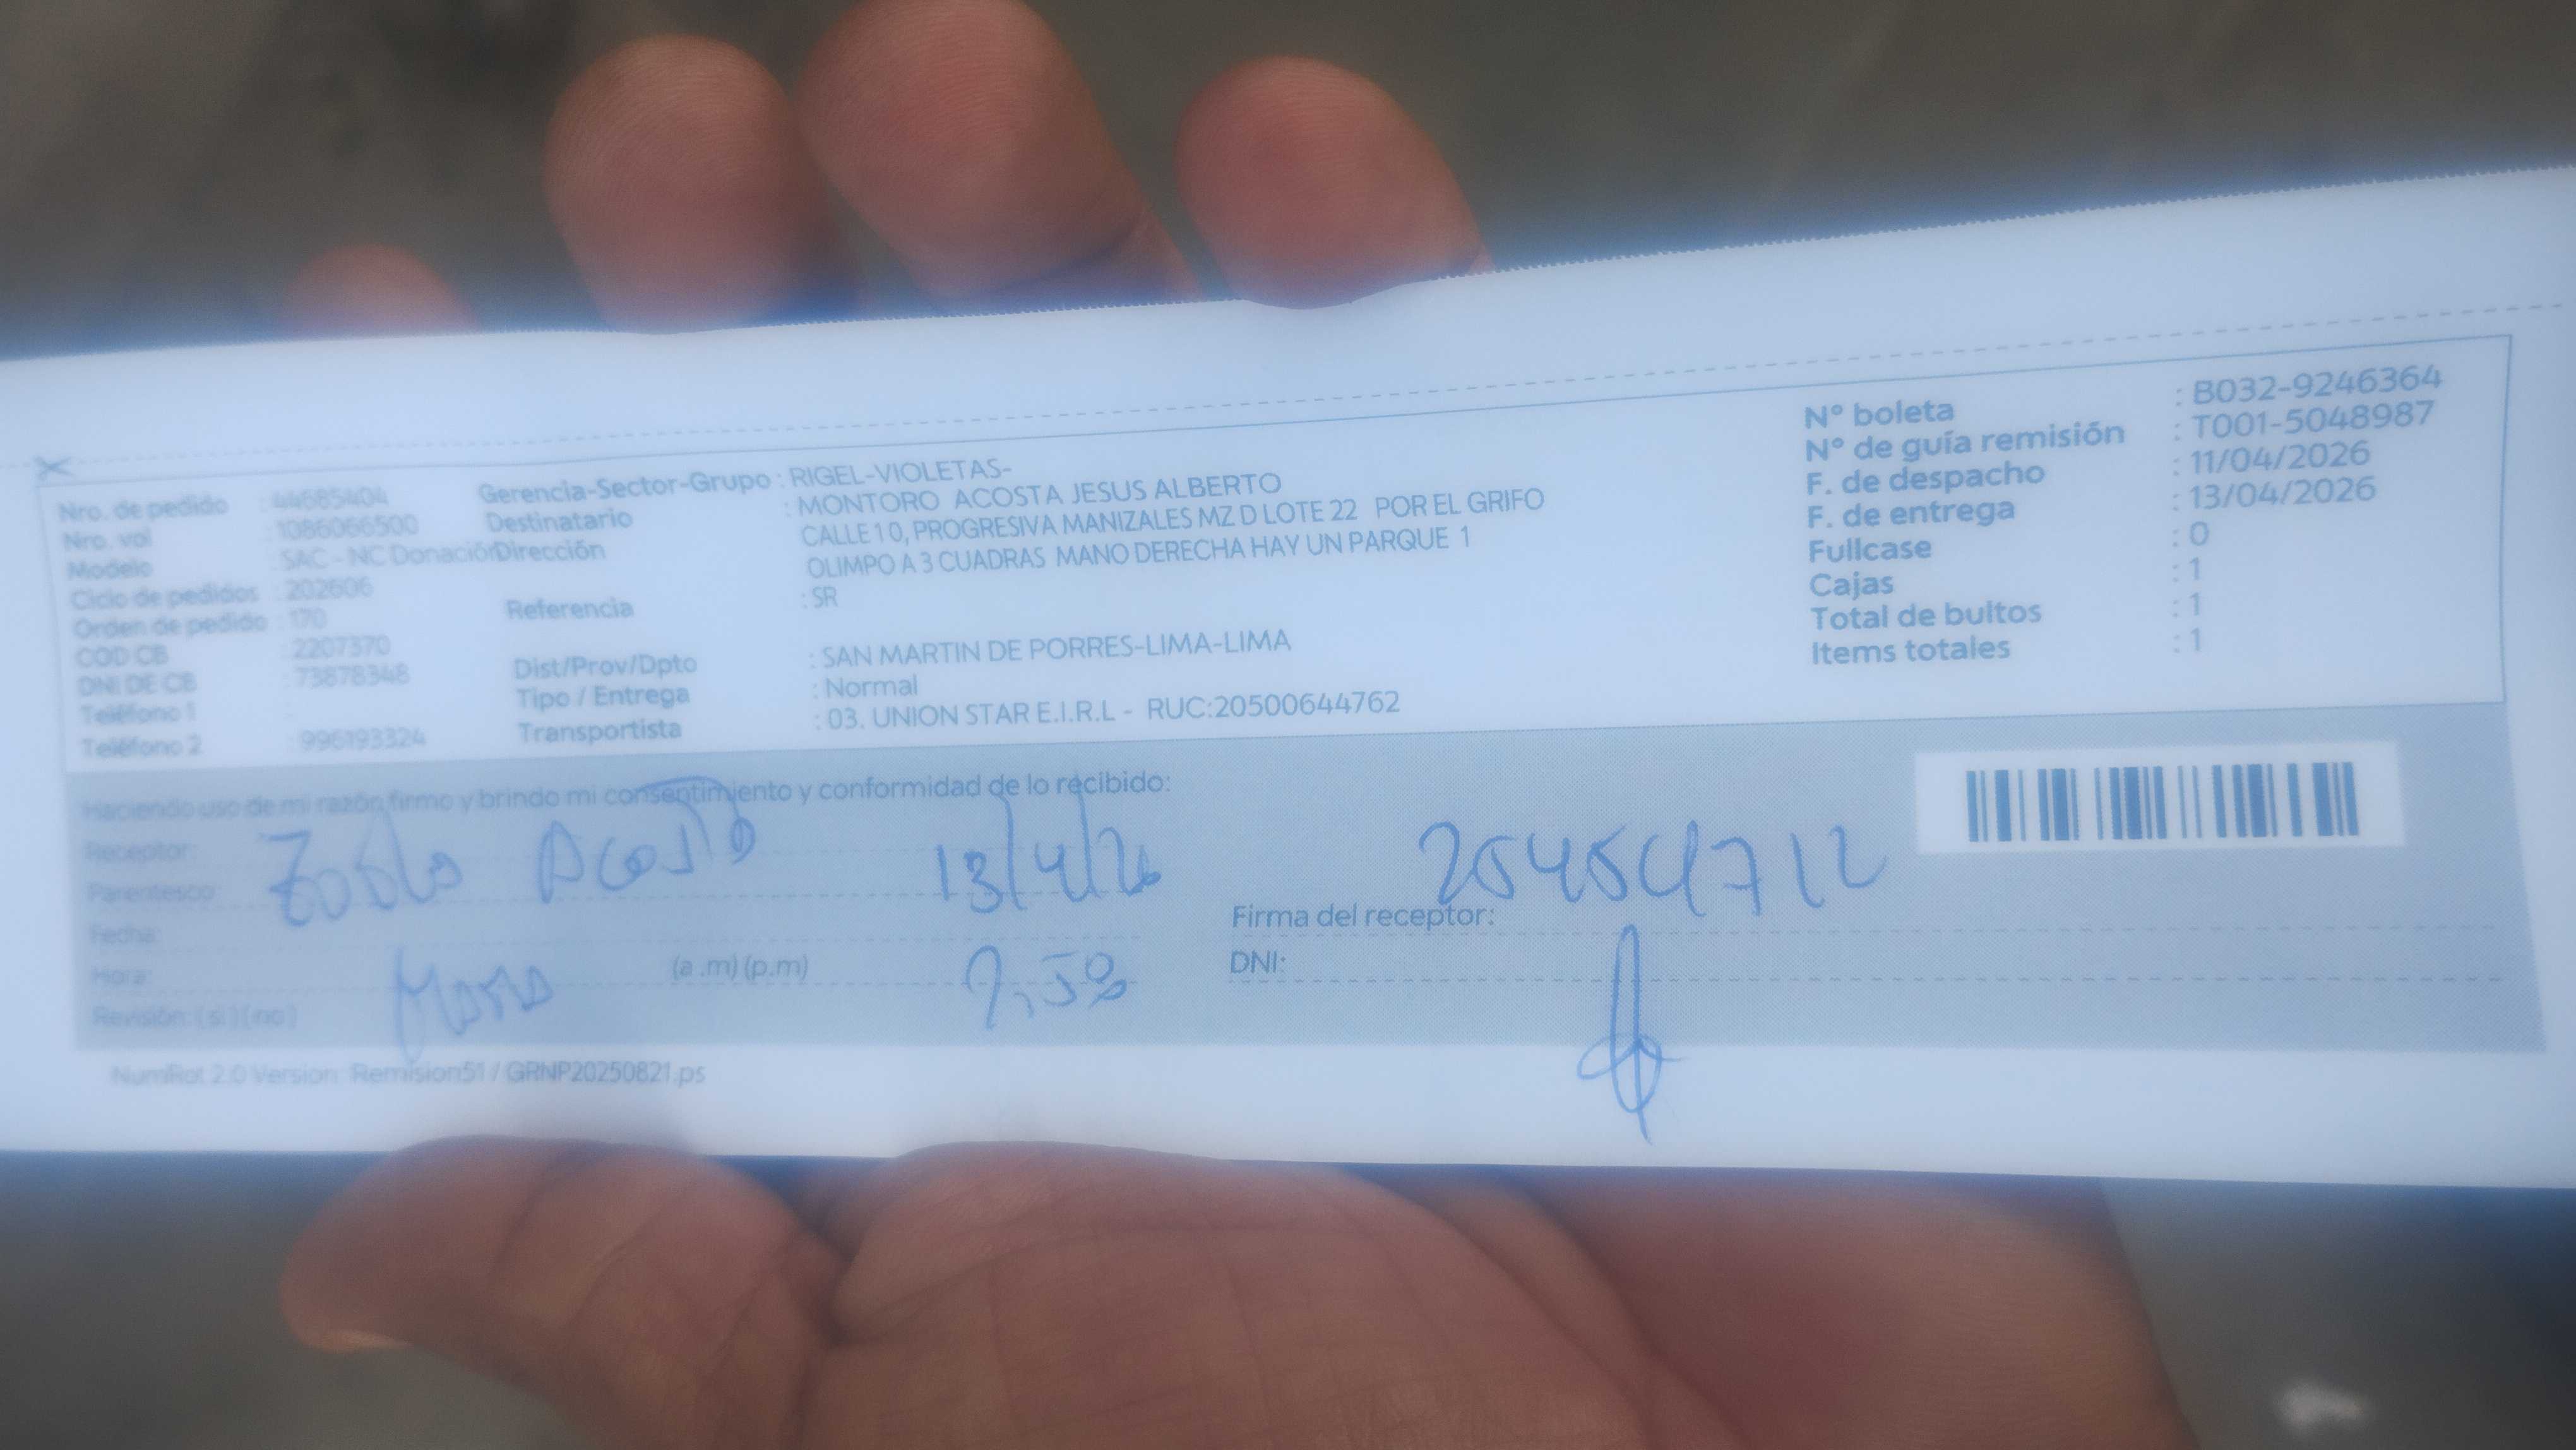 Nro. de pedido : 44685404
Nro. vol : 1086066500
Modelo : SAC - NC Donación
Ciclo de pedidos : 202606
Orden de pedido : 170
COD CB : 2207370
DNI DE CB : 73878348
Teléfono 1 :
Teléfono 2 : 996193324
Gerencia-Sector-Grupo : RIGEL-VIOLETAS-
Destinatario : MONTORO ACOSTA JESUS ALBERTO
Dirección CALLE 10, PROGRESIVA MANIZALES MZ D LOTE 22 POR EL GRIFO
OLIMPO A 3 CUADRAS MANO DERECHA HAY UN PARQUE 1
Referencia : SR
Dist/Prov/Dpto : SAN MARTIN DE PORRES-LIMA-LIMA
Tipo / Entrega : Normal
Transportista : 03. UNION STAR E.I.R.L - RUC:20500644762
N° boleta : B032-9246364
N° de guía remisión : T001-5048987
F. de despacho : 11/04/2026
F. de entrega : 13/04/2026
Fullcase : 0
Cajas : 1
Total de bultos : 1
Items totales : 1
Haciendo uso de mi razón firmo y brindo mi consentimiento y conformidad de lo recibido:
Receptor: Acosta 13/4/26
Parentesco:
Fecha:
Hora: (a .m) (p.m)
Revisión: ( si ) ( no )
25454712
Firma del receptor:
DNI:
NumRot 2.0 Version: Remision51 / GRNP20250821.ps